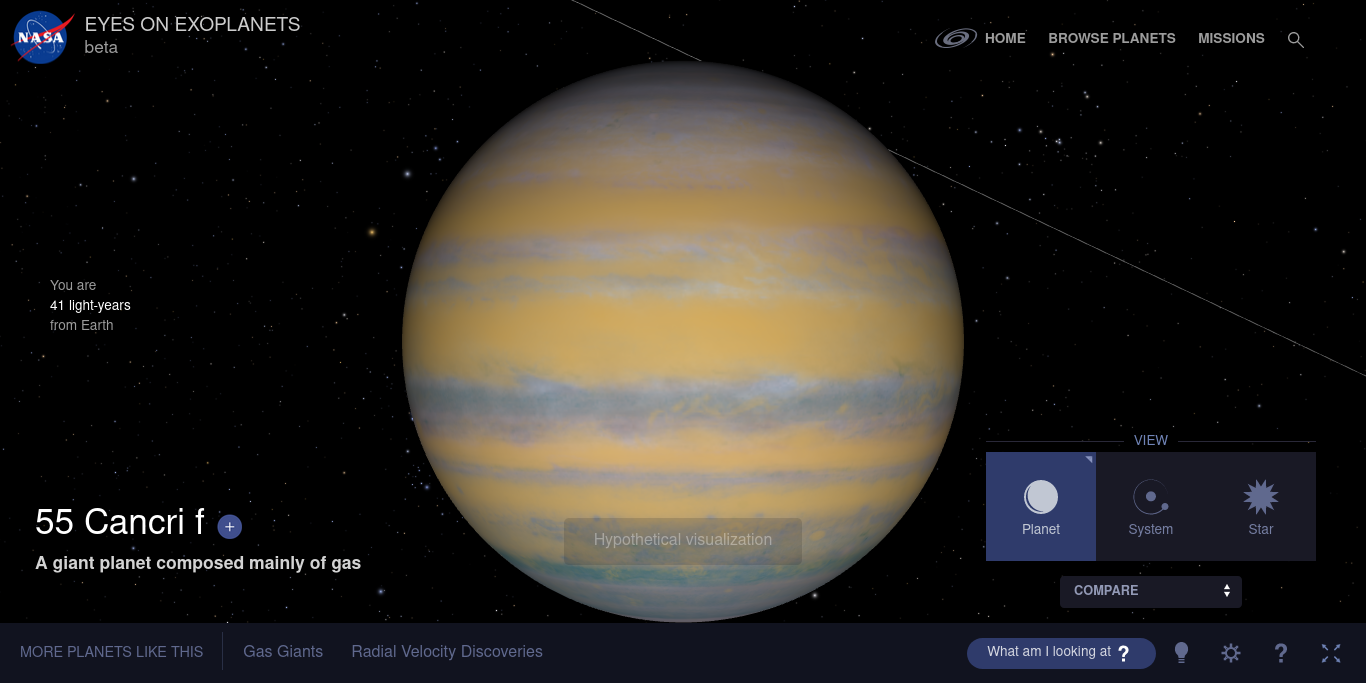 NASA
EYES ON EXOPLANETS
beta
HOME BROWSE PLANETS MISSIONS
You are
41 light-years
from Earth
55 Cancri f +
A giant planet composed mainly of gas
Hypothetical visualization
VIEW
Planet System Star
COMPARE
MORE PLANETS LIKE THIS Gas Giants Radial Velocity Discoveries
What am I looking at ? ?